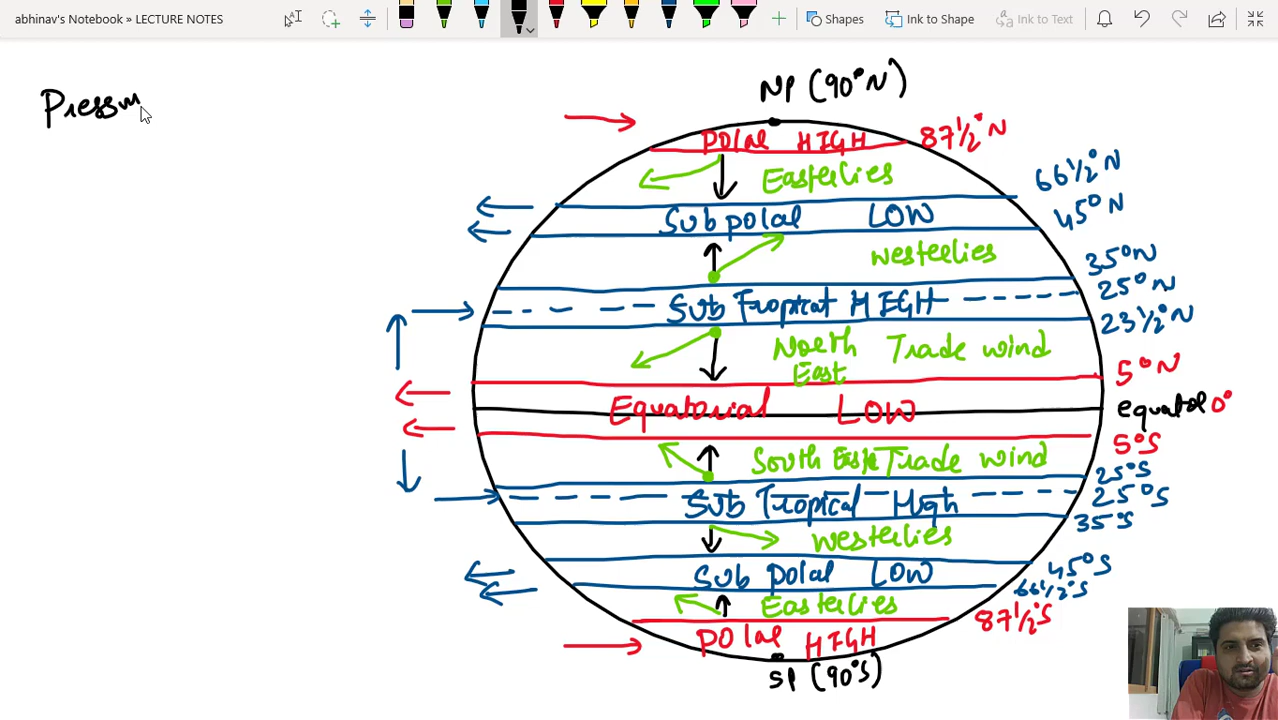 abhinav's Notebook » LECTURE NOTES
Shapes
Ink to Shape
Ink to Text
Pressu
NP (90°N)
Polar HIGH
87½°N
Easterlies
66½°N
Sub polar LOW
45°N
Westerlies
35°N
25°N
Sub Tropical HIGH
23½°N
North East Trade wind
5°N
Equatorial LOW
equator 0°
5°S
South East Trade wind
25°S
Sub Tropical High
25°S
35°S
Westerlies
45°S
Sub polar LOW
66½°S
Easterlies
87½°S
Polar HIGH
SP (90°S)